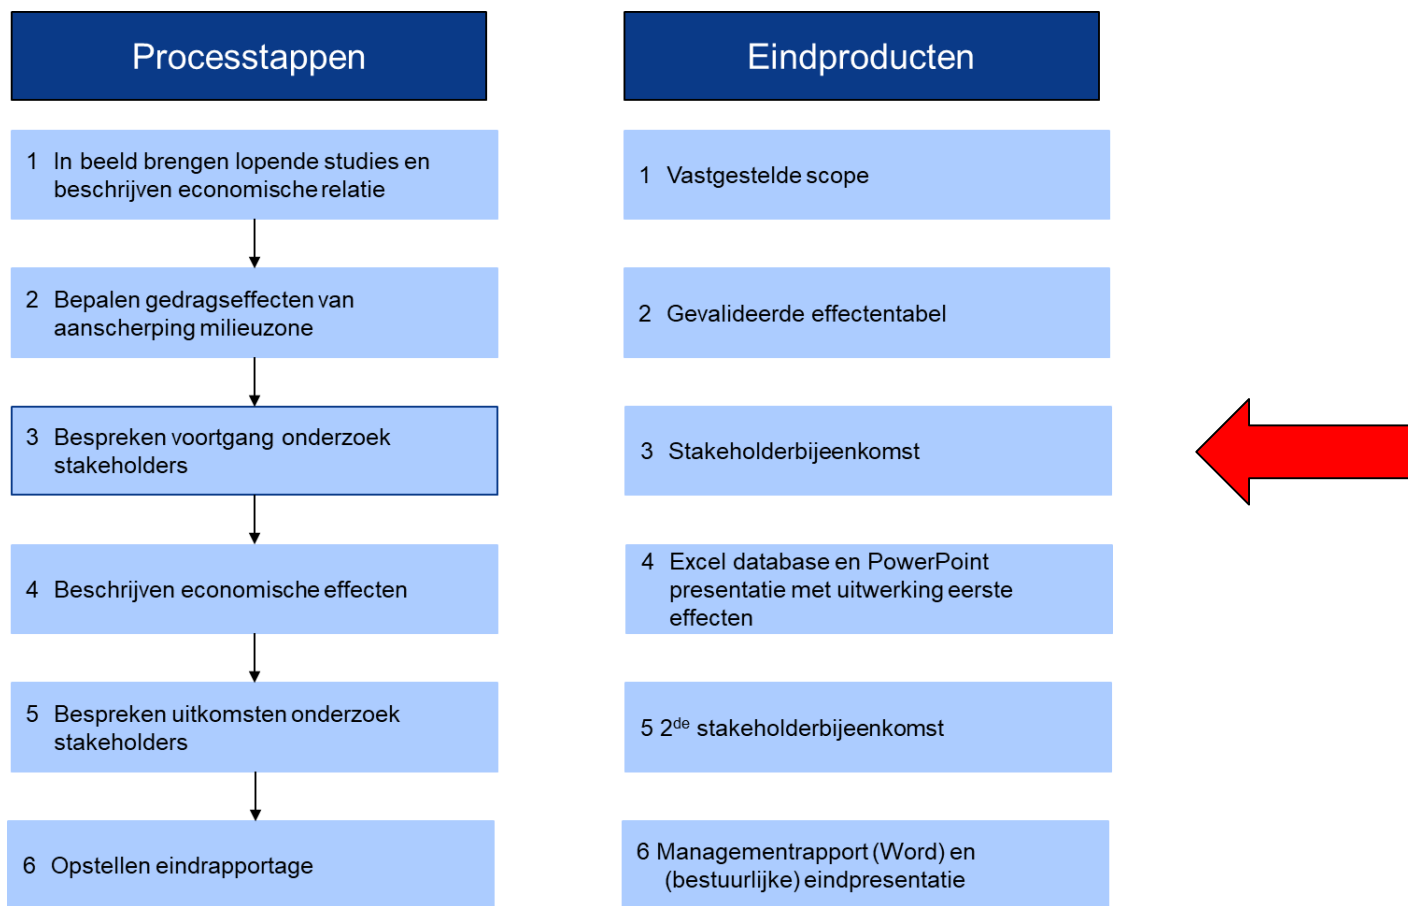 Processtappen
Eindproducten
1 In beeld brengen lopende studies en
beschrijven economische relatie
1 Vastgestelde scope
2 Bepalen gedragseffecten van
aanscherping milieuzone
2 Gevalideerde effectentabel
3 Bespreken voortgang onderzoek
stakeholders
3 Stakeholderbijeenkomst
4 Beschrijven economische effecten
4 Excel database en PowerPoint
presentatie met uitwerking eerste
effecten
5 Bespreken uitkomsten onderzoek
stakeholders
5 2de stakeholderbijeenkomst
6 Opstellen eindrapportage
6 Managementrapport (Word) en
(bestuurlijke) eindpresentatie